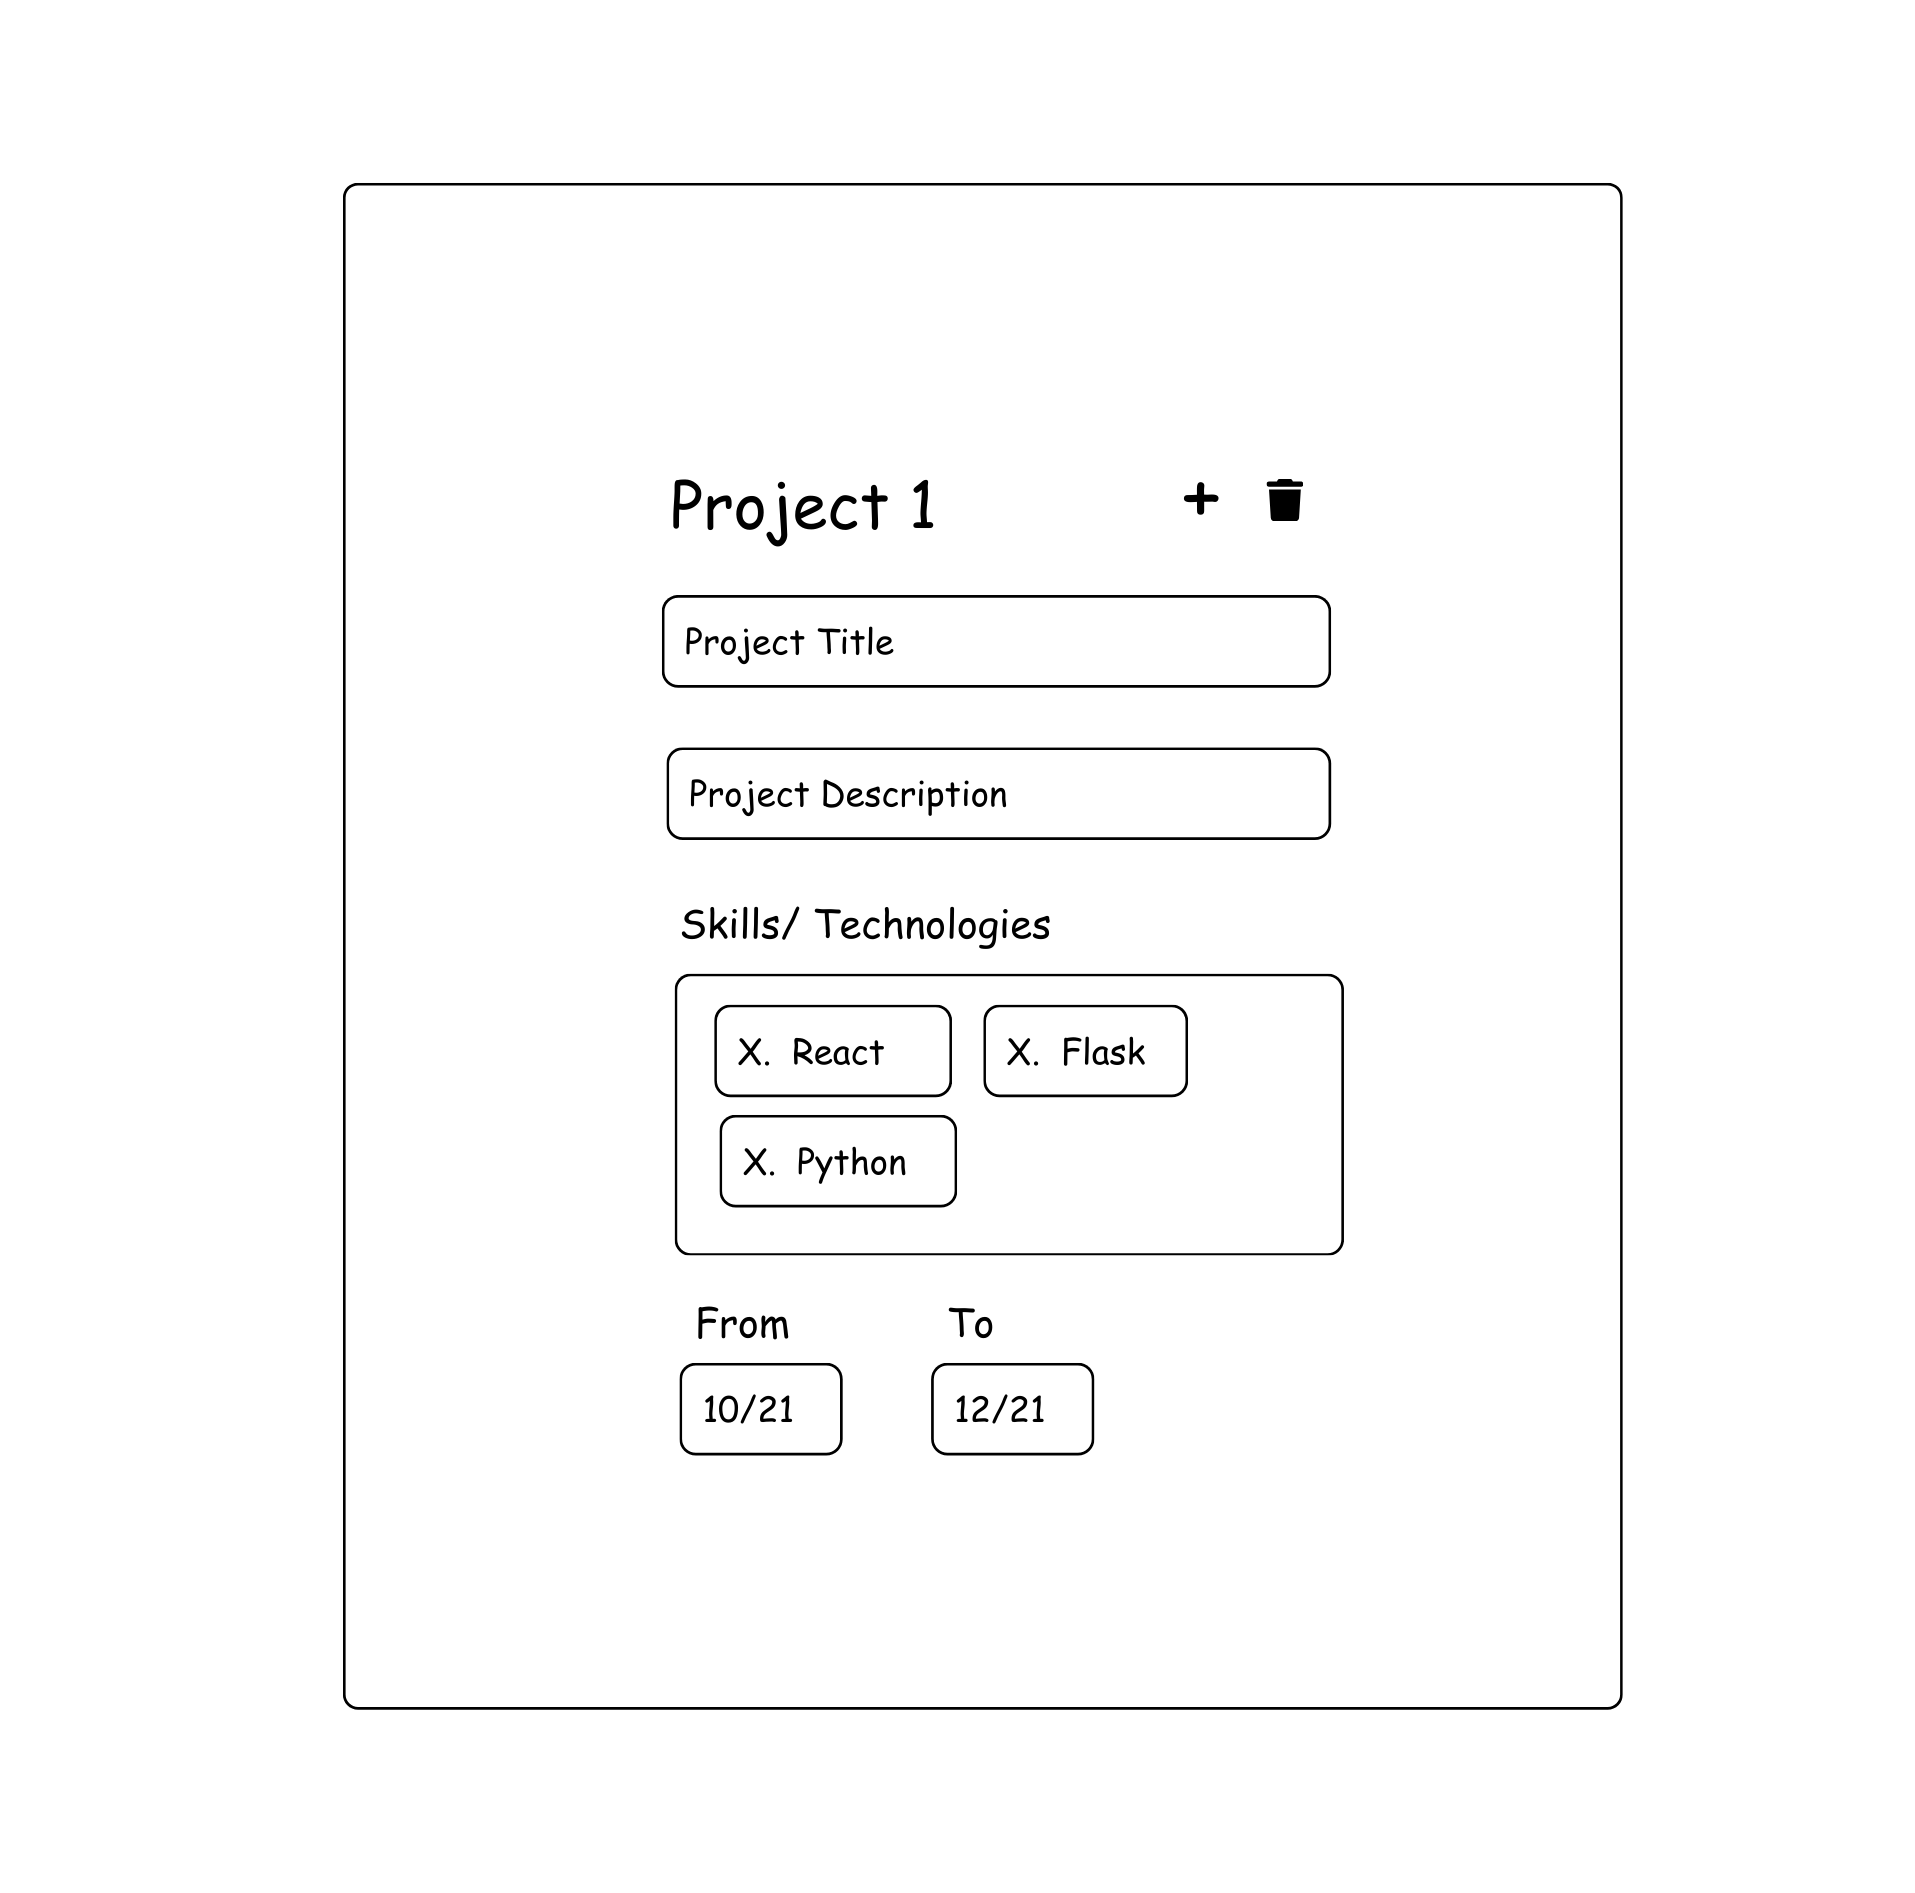 Project 1 +
Project Title
Project Description
Skills/ Technologies
X. React X. Flask
X. Python
From To
10/21 12/21